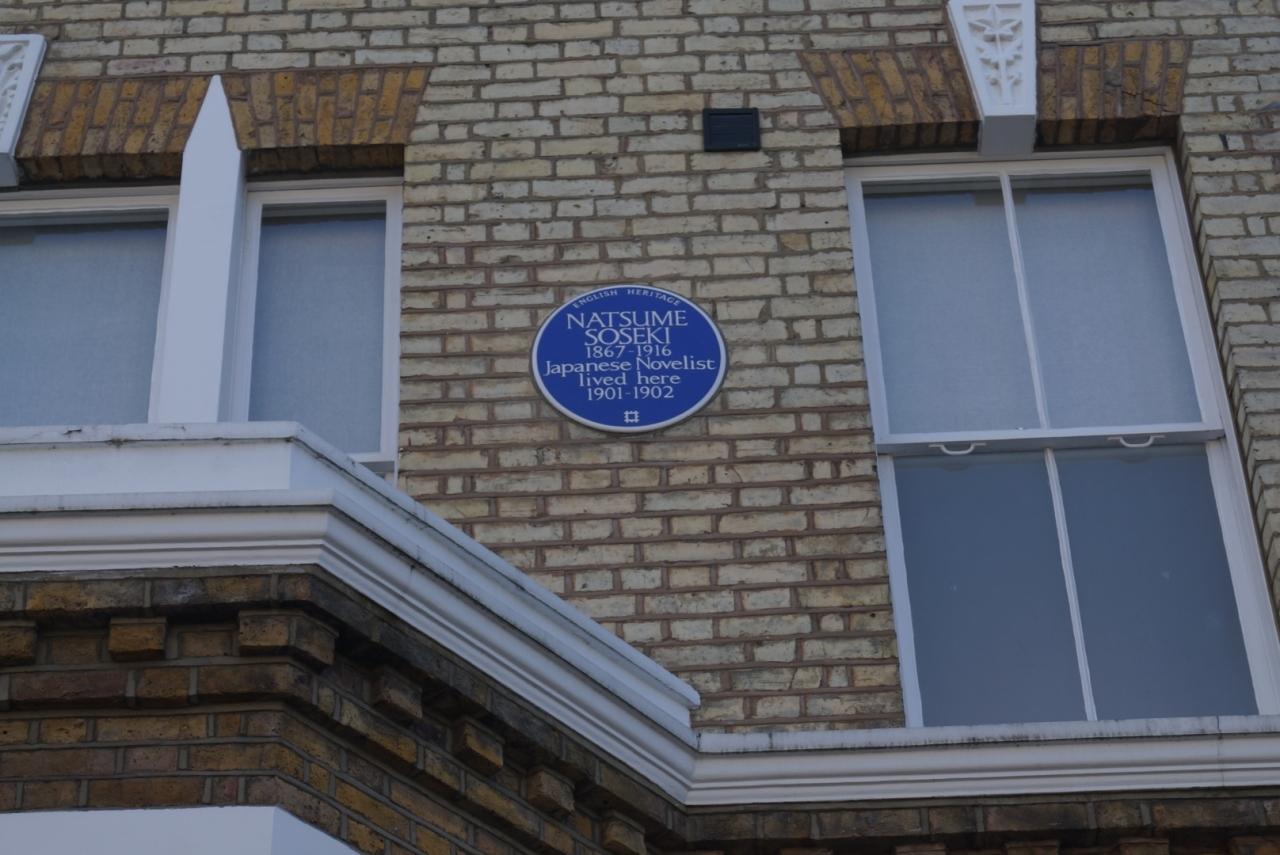 ENGLISH HERITAGE
NATSUME
SOSEKI
1867-1916
Japanese Novelist
lived here
1901-1902